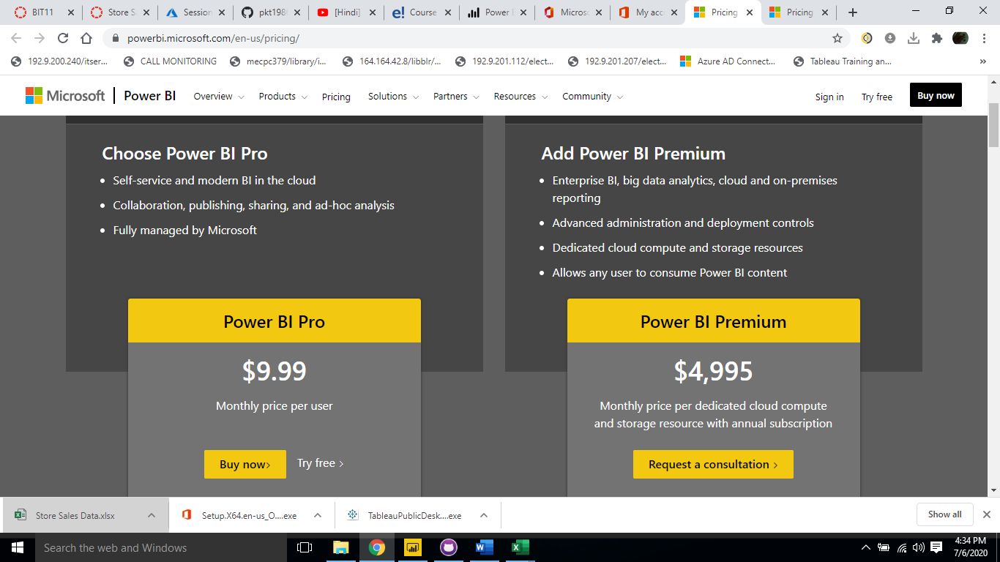 BIT11
Store S
Session
pkt198
[Hindi]
Course
Power
Micros
My acc
Pricing
Pricing
powerbi.microsoft.com/en-us/pricing/
192.9.200.240/itser...
CALL MONITORING
mecpc379/library/i...
164.164.42.8/libblr/...
192.9.201.112/elect...
192.9.201.207/elect...
Azure AD Connect...
Tableau Training an...
»
Microsoft
Power BI
Overview
Products
Pricing
Solutions
Partners
Resources
Community
Sign in
Try free
Buy now
Choose Power BI Pro
• Self-service and modern BI in the cloud
• Collaboration, publishing, sharing, and ad-hoc analysis
• Fully managed by Microsoft
Power BI Pro
$9.99
Monthly price per user
Buy now›
Try free ›
Add Power BI Premium
• Enterprise BI, big data analytics, cloud and on-premises
reporting
• Advanced administration and deployment controls
• Dedicated cloud compute and storage resources
• Allows any user to consume Power BI content
Power BI Premium
$4,995
Monthly price per dedicated cloud compute
and storage resource with annual subscription
Request a consultation ›
Store Sales Data.xlsx
Setup.X64.en-us_O....exe
TableauPublicDesk....exe
Show all
Search the web and Windows
4:34 PM
7/6/2020